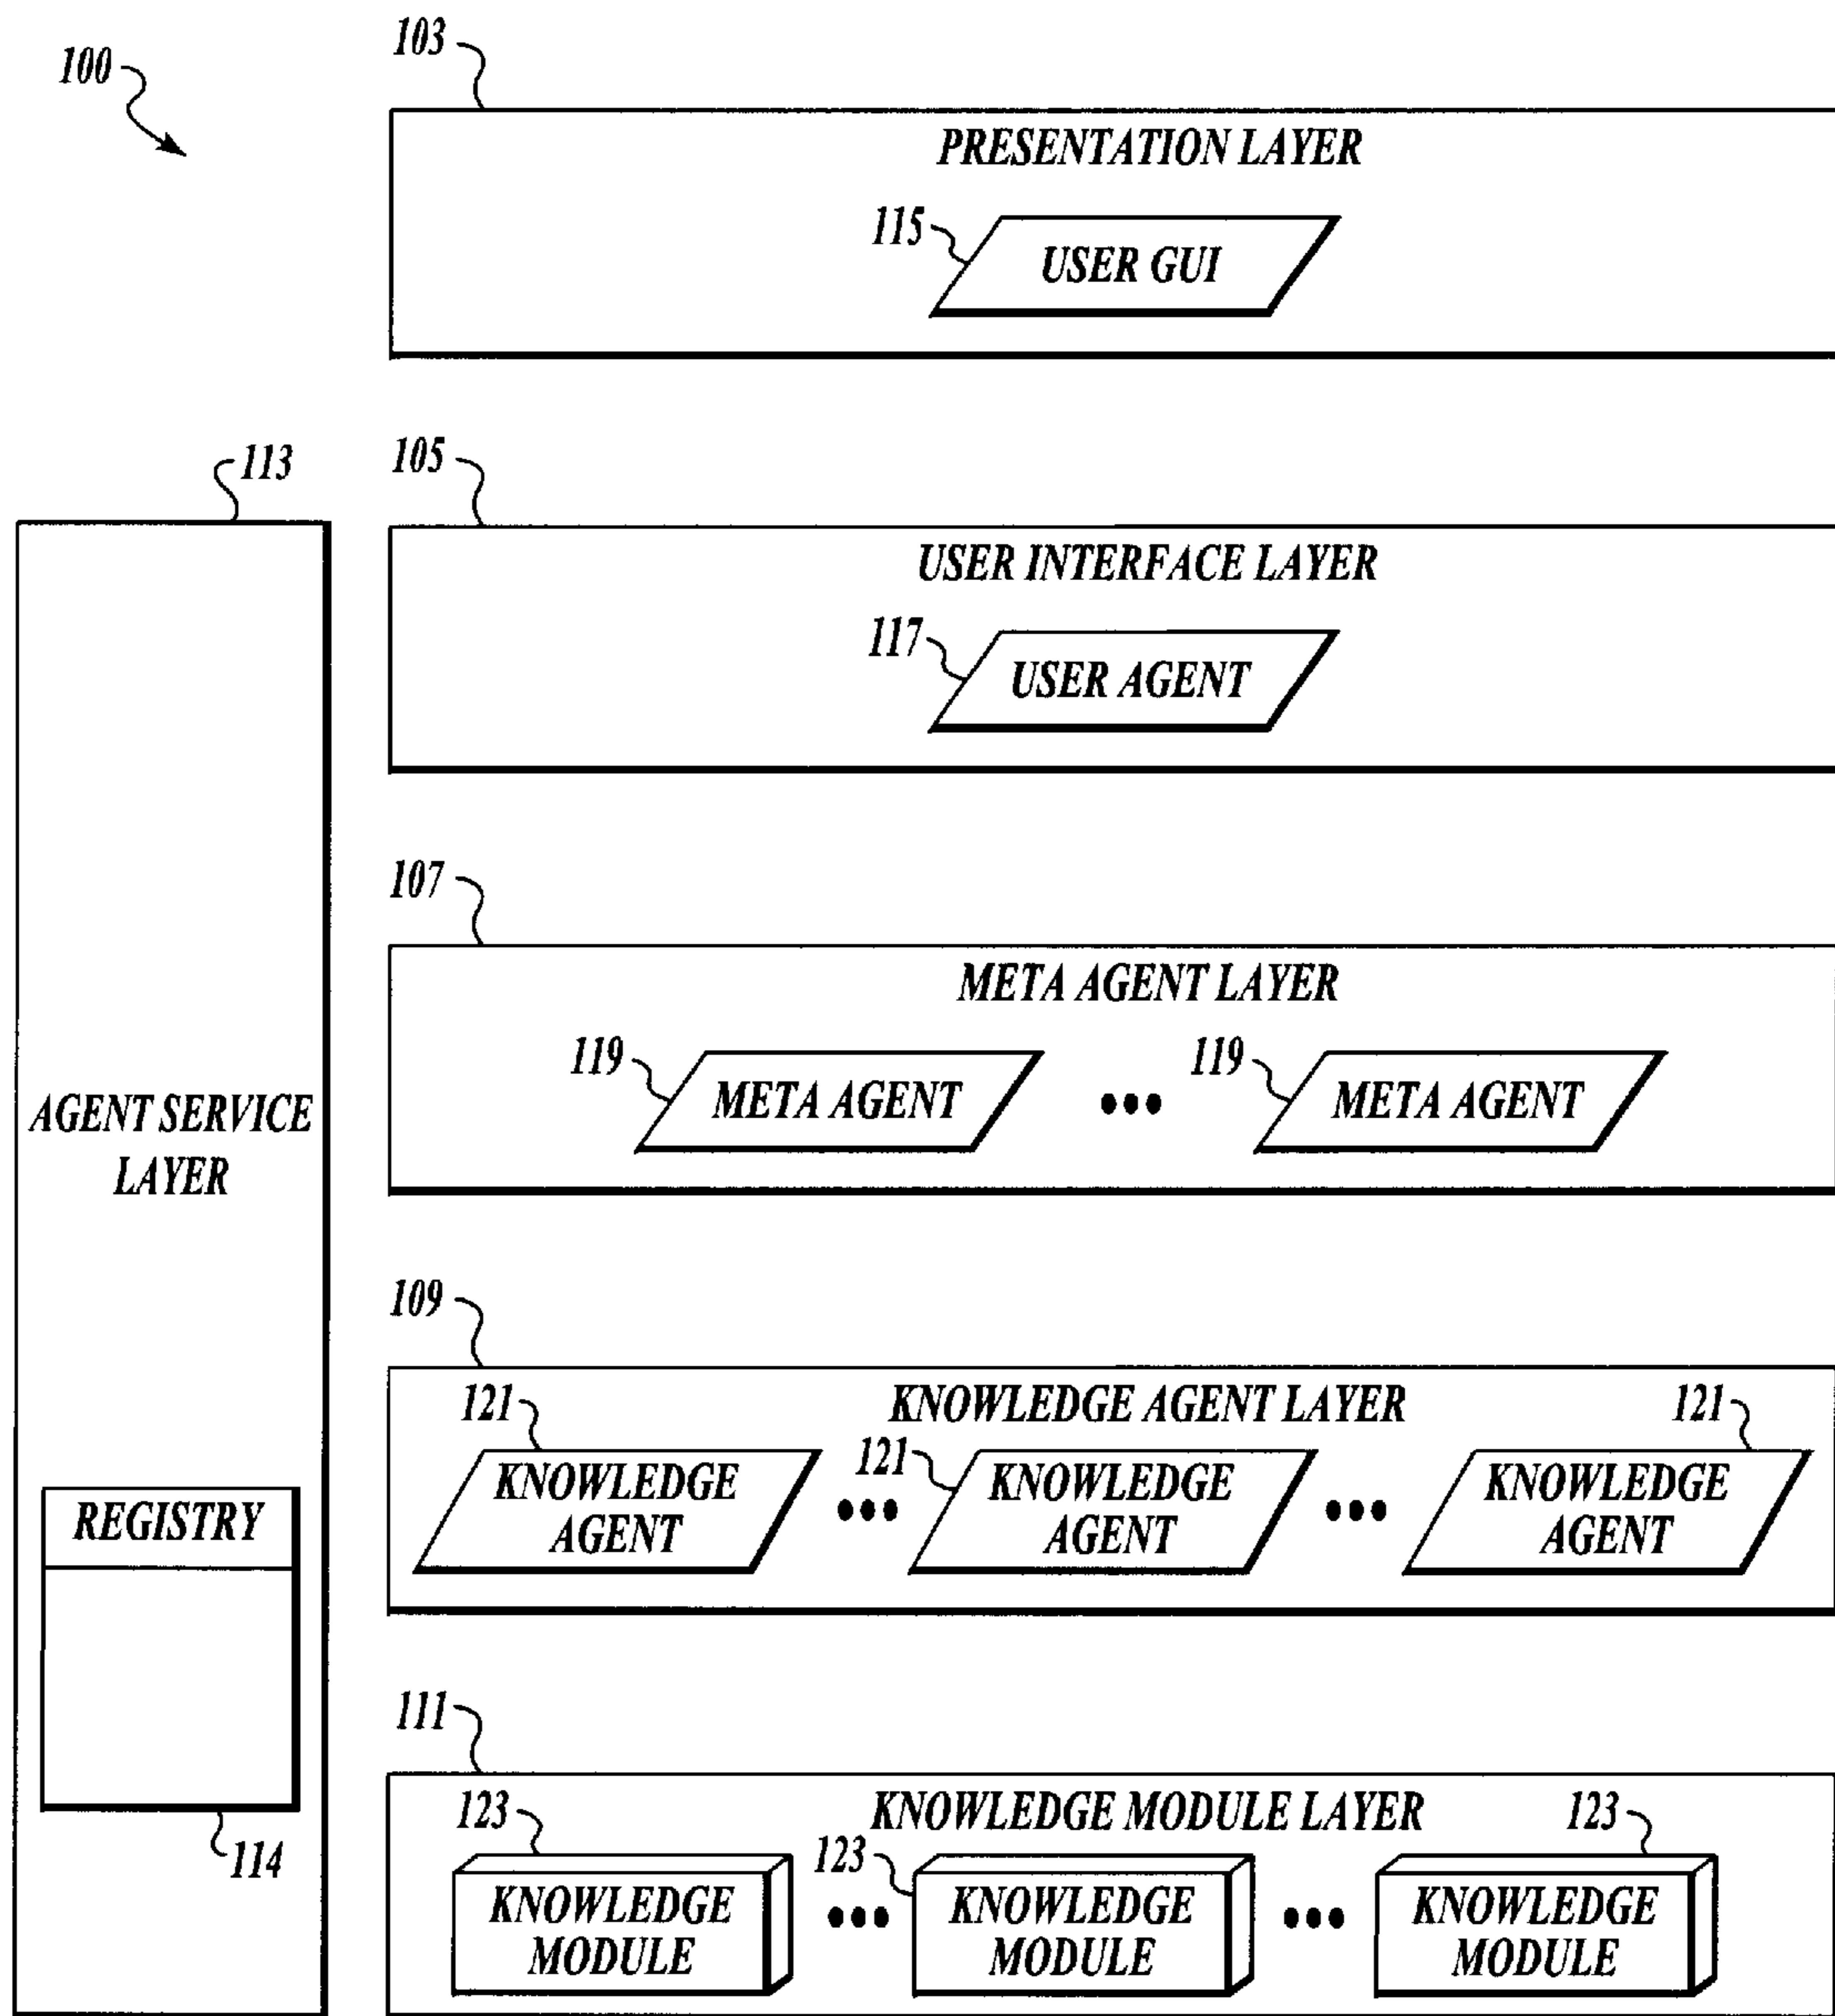 100
103
PRESENTATION LAYER
115
USER GUI
113
105
USER INTERFACE LAYER
117
USER AGENT
107
META AGENT LAYER
119
META AGENT
•••
119
META AGENT
AGENT SERVICE
LAYER
109
KNOWLEDGE AGENT LAYER
121
KNOWLEDGE
AGENT
•••
121
KNOWLEDGE
AGENT
•••
121
KNOWLEDGE
AGENT
REGISTRY
114
111
KNOWLEDGE MODULE LAYER
123
KNOWLEDGE
MODULE
•••
123
KNOWLEDGE
MODULE
•••
123
KNOWLEDGE
MODULE